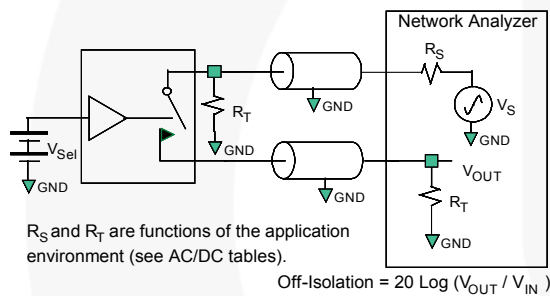 Network Analyzer
R_S
V_S
GND
GND
R_T
GND
V_Sel
GND
GND
V_OUT
R_T
GND
R_S and R_T are functions of the application
environment (see AC/DC tables).
Off-Isolation = 20 Log (V_OUT / V_IN )